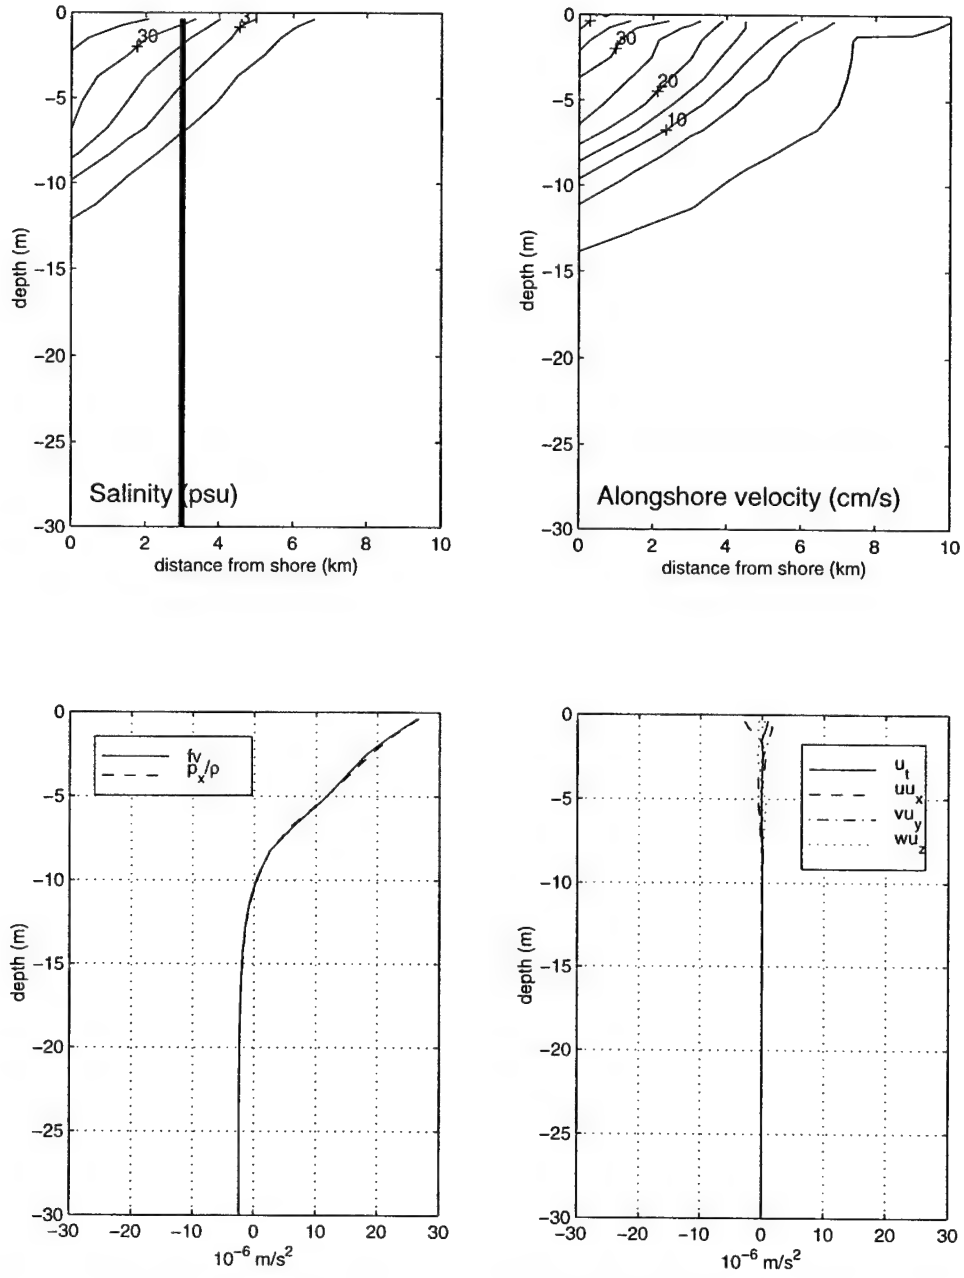 0
30
3
−5
−10
−15
−20
−25
−30
depth (m)
Salinity (psu)
0 2 4 6 8 10
distance from shore (km)
0
30
20
10
−5
−10
−15
−20
−25
−30
depth (m)
Alongshore velocity (cm/s)
0 2 4 6 8 10
distance from shore (km)
0
fv
p_x/ρ
−5
−10
−15
−20
−25
−30
depth (m)
−30 −20 −10 0 10 20 30
10⁻⁶ m/s²
0
u_t
uu_x
vu_y
wu_z
−5
−10
−15
−20
−25
−30
depth (m)
−30 −20 −10 0 10 20 30
10⁻⁶ m/s²